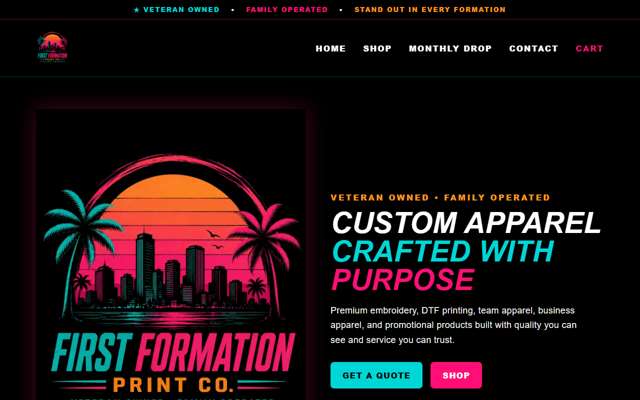 ★ VETERAN OWNED • FAMILY OPERATED • STAND OUT IN EVERY FORMATION
FIRST FORMATION
HOME SHOP MONTHLY DROP CONTACT CART
FIRST FORMATION
PRINT CO.
VETERAN OWNED • FAMILY OPERATED
CUSTOM APPAREL
CRAFTED WITH
PURPOSE
Premium embroidery, DTF printing, team apparel, business
apparel, and promotional products built with quality you can
see and service you can trust.
GET A QUOTE SHOP